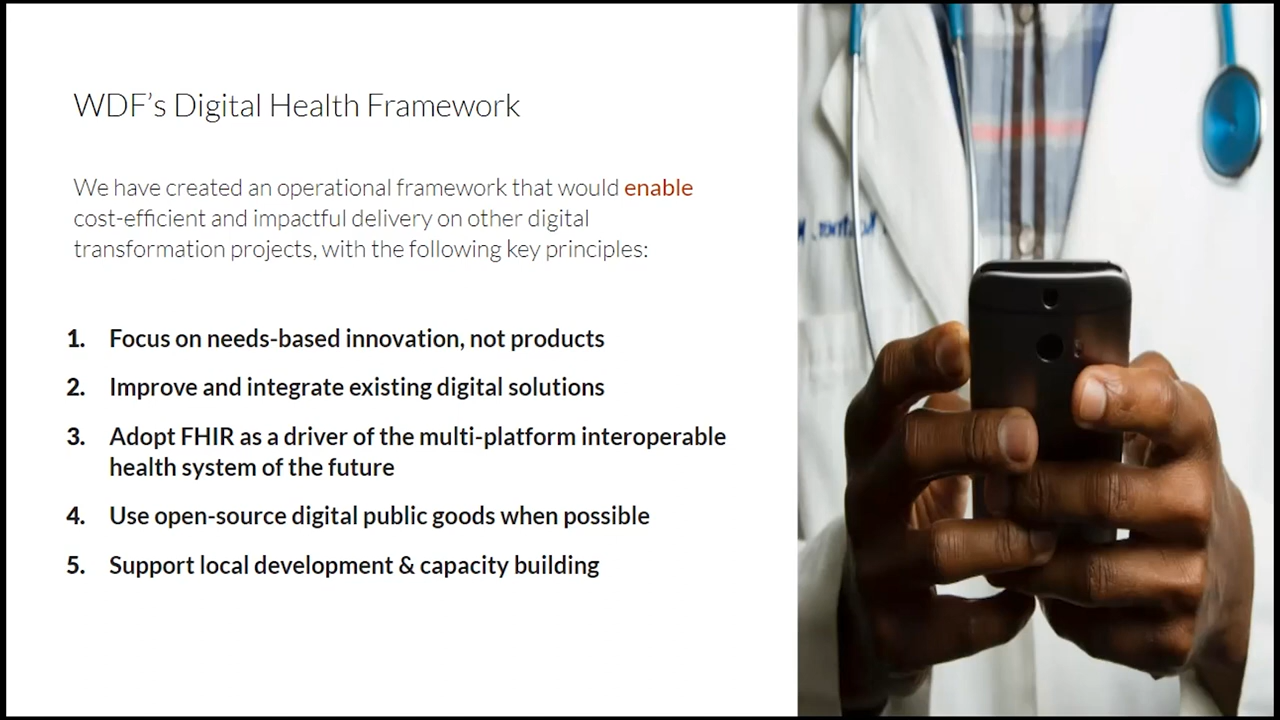 WDF’s Digital Health Framework
We have created an operational framework that would enable
cost-efficient and impactful delivery on other digital
transformation projects, with the following key principles:
1. Focus on needs-based innovation, not products
2. Improve and integrate existing digital solutions
3. Adopt FHIR as a driver of the multi-platform interoperable
health system of the future
4. Use open-source digital public goods when possible
5. Support local development & capacity building